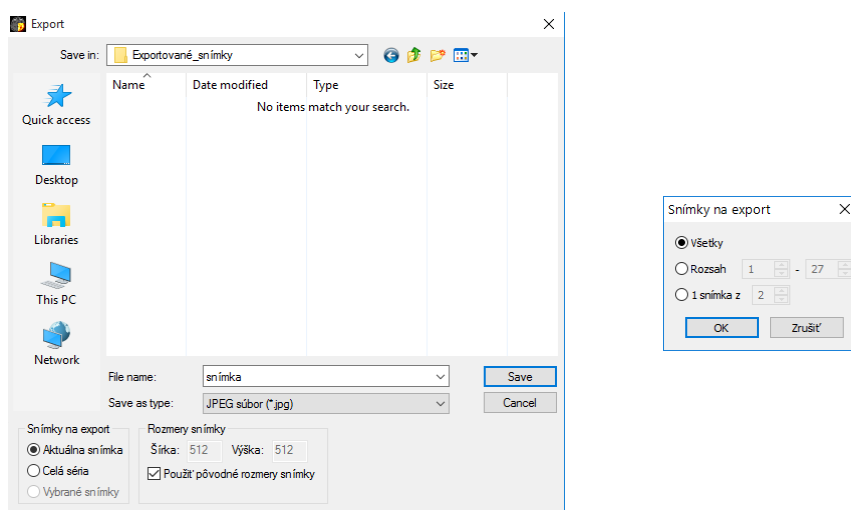 Export
Save in: Exportované_snímky
Name Date modified Type Size
No items match your search.
Quick access
Desktop
Libraries
This PC
Network
File name: snímka Save
Save as type: JPEG súbor (*.jpg) Cancel
Snímky na export
Aktuálna snímka
Celá séria
Vybrané snímky
Rozmery snímky
Šírka: 512 Výška: 512
Použiť pôvodné rozmery snímky
Snímky na export
Všetky
Rozsah 1 - 27
1 snímka z 2
OK Zrušiť